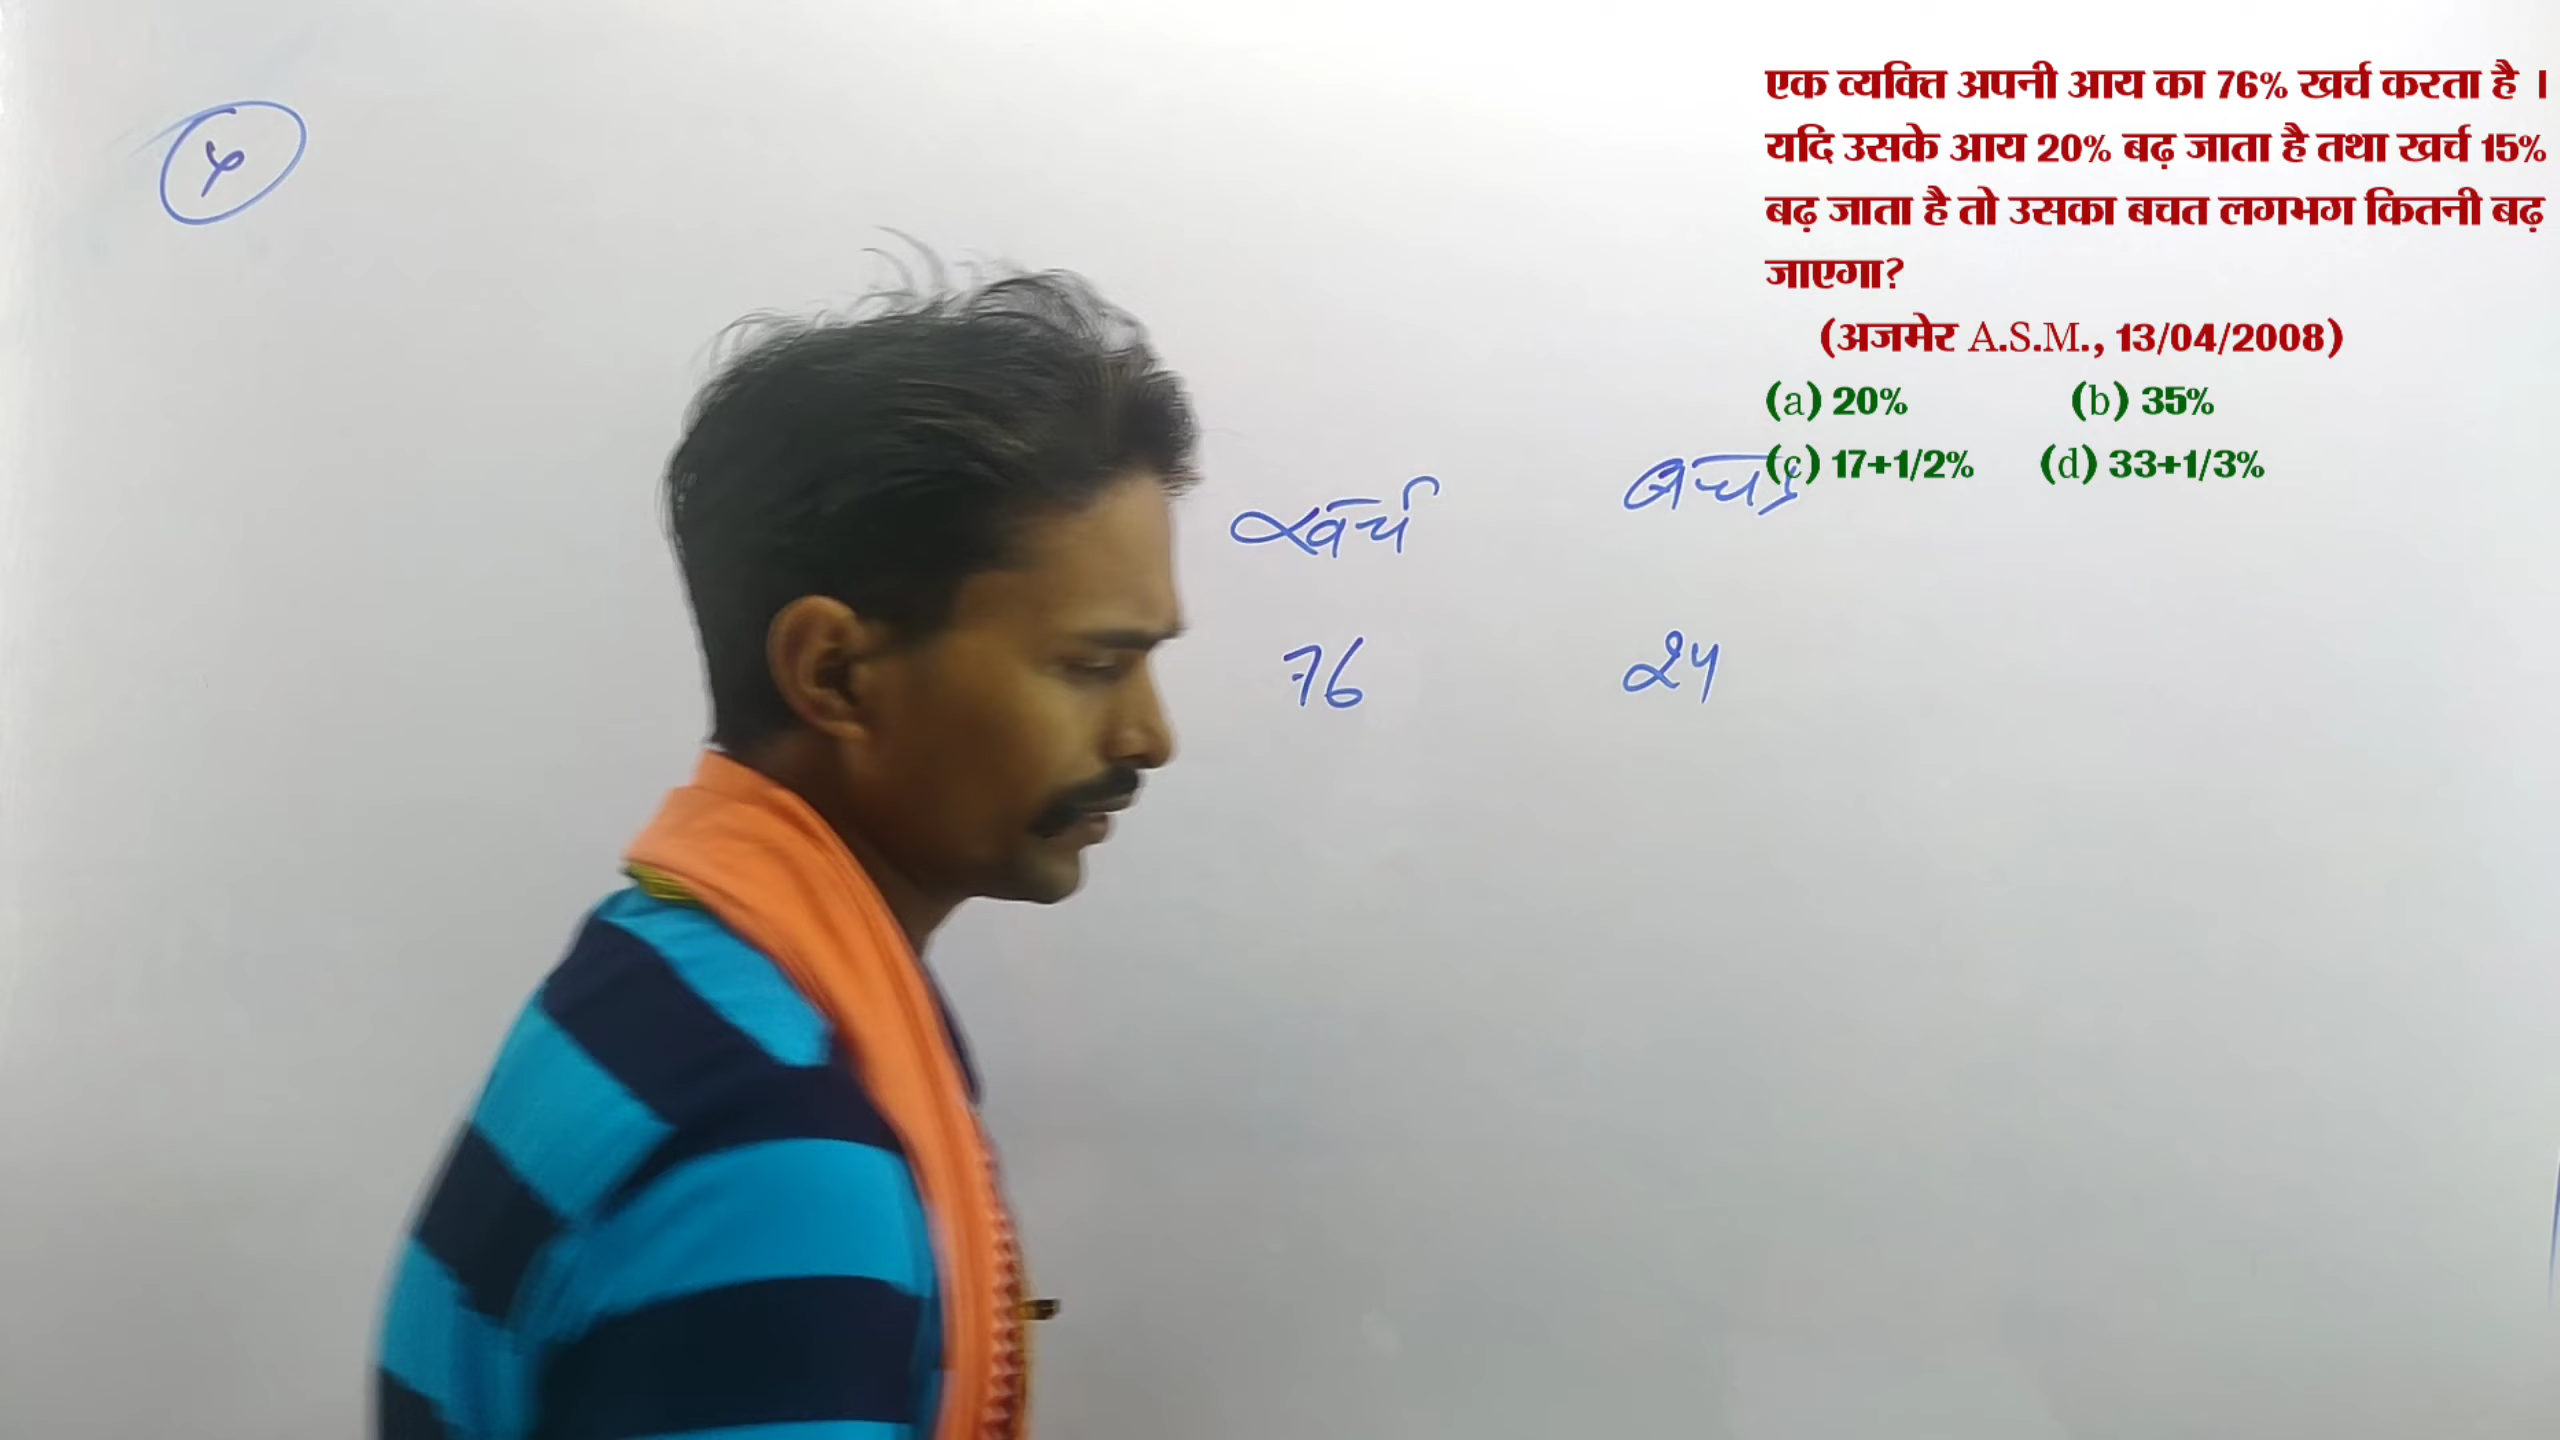 एक व्यक्ति अपनी आय का 76% खर्च करता है ।
यदि उसके आय 20% बढ़ जाता है तथा खर्च 15%
बढ़ जाता है तो उसका बचत लगभग कितनी बढ़
जाएगा?
(अजमेर A.S.M., 13/04/2008)
(a) 20% (b) 35%
(c) 17+1/2% (d) 33+1/3%
खर्च बचत
76 24